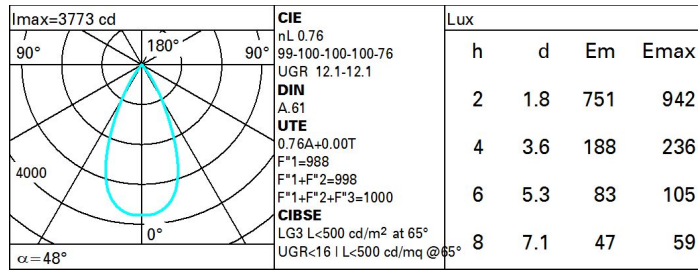 Imax=3773 cd
90°
180°
90°
4000
0°
α=48°
CIE
nL 0.76
99-100-100-100-76
UGR 12.1-12.1
DIN
A.61
UTE
0.76A+0.00T
F"1=988
F"1+F"2=998
F"1+F"2+F"3=1000
CIBSE
LG3 L<500 cd/m² at 65°
UGR<16 | L<500 cd/mq @65°
Lux
h d Em Emax
2 1.8 751 942
4 3.6 188 236
6 5.3 83 105
8 7.1 47 59